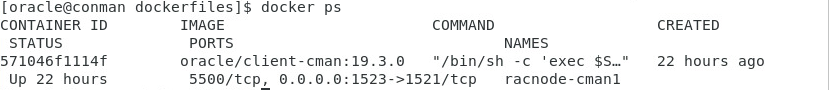 [oracle@conman dockerfiles]$ docker ps
CONTAINER ID        IMAGE                       COMMAND                  CREATED
 STATUS              PORTS                              NAMES
571046f1114f        oracle/client-cman:19.3.0   "/bin/sh -c 'exec $S…"   22 hours ago
 Up 22 hours         5500/tcp, 0.0.0.0:1523->1521/tcp   racnode-cman1